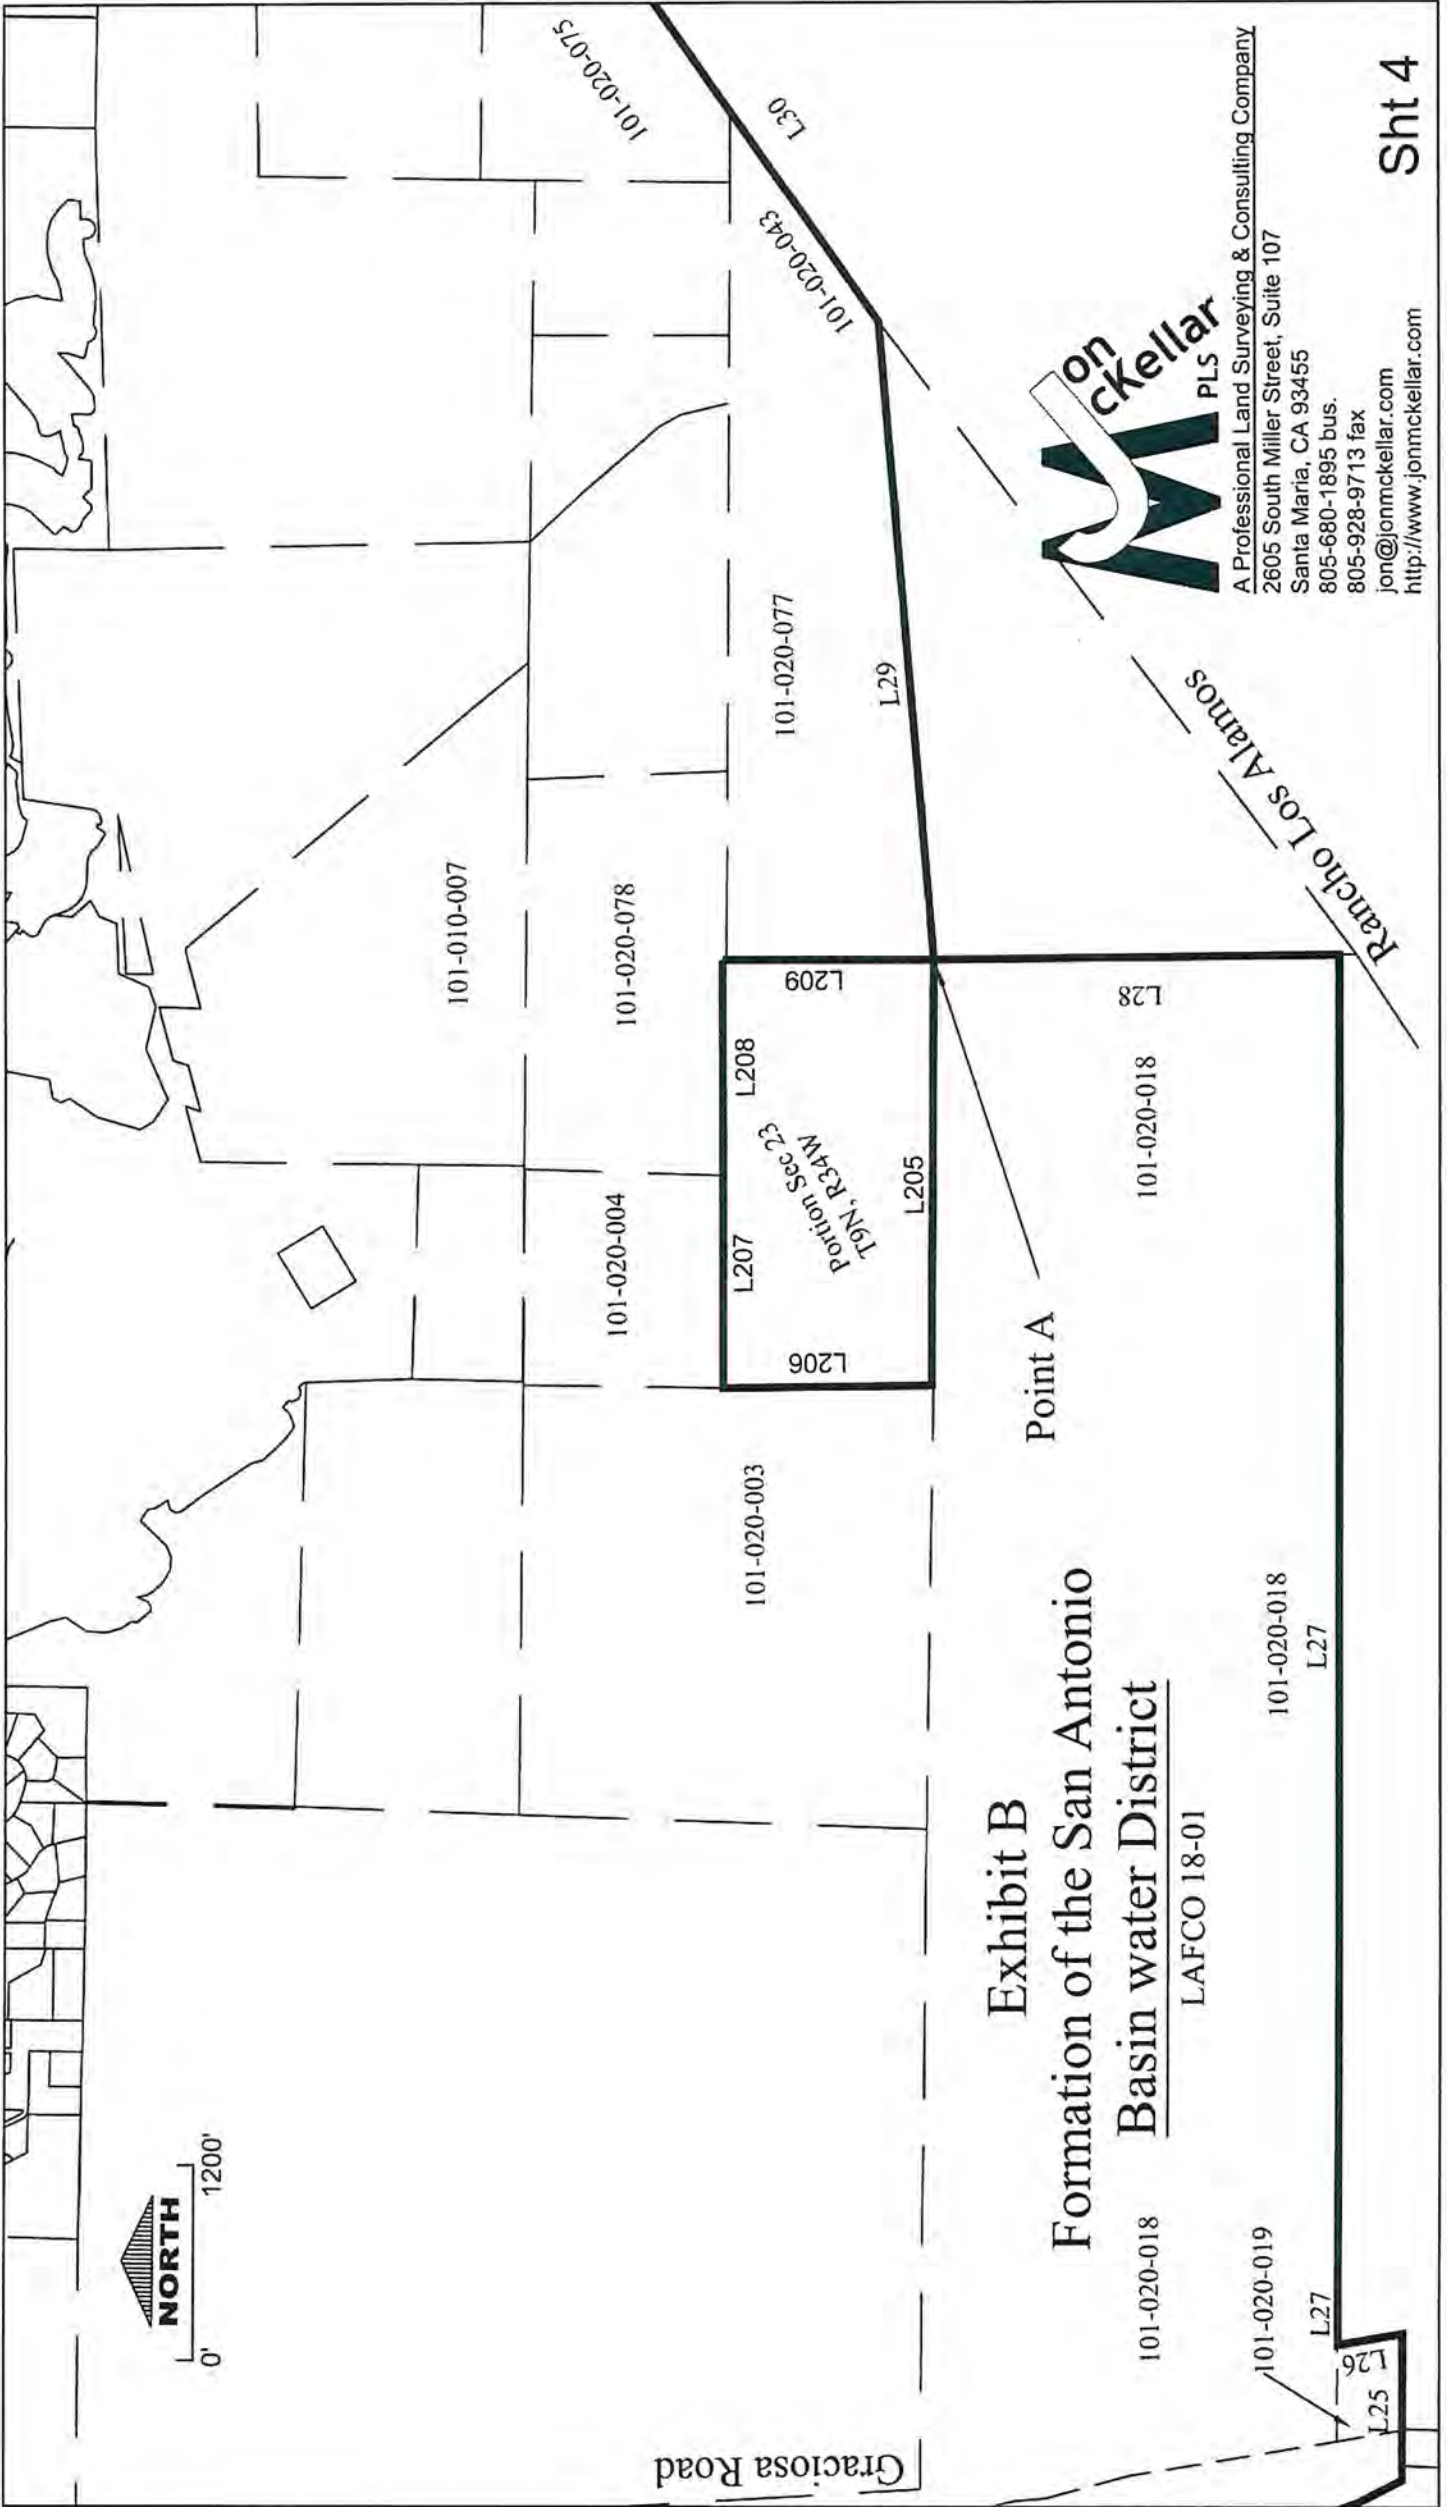 NORTH
0' 1200'
Graciosa Road
101-010-007
101-020-078
101-020-004
101-020-003
101-020-077
101-020-075
L30
101-020-043
L29
L207
L208
L209
L206
L205
Portion Sec 23
T9N, R34W
Point A
L28
101-020-018
Rancho Los Alamos
Exhibit B
Formation of the San Antonio
Basin water District
LAFCO 18-01
101-020-018
101-020-019
L27
L26
L25
101-020-018
L27
on
cKellar
PLS
A Professional Land Surveying & Consulting Company
2605 South Miller Street, Suite 107
Santa Maria, CA 93455
805-680-1895 bus.
805-928-9713 fax
jon@jonmckellar.com
http://www.jonmckellar.com
Sht 4